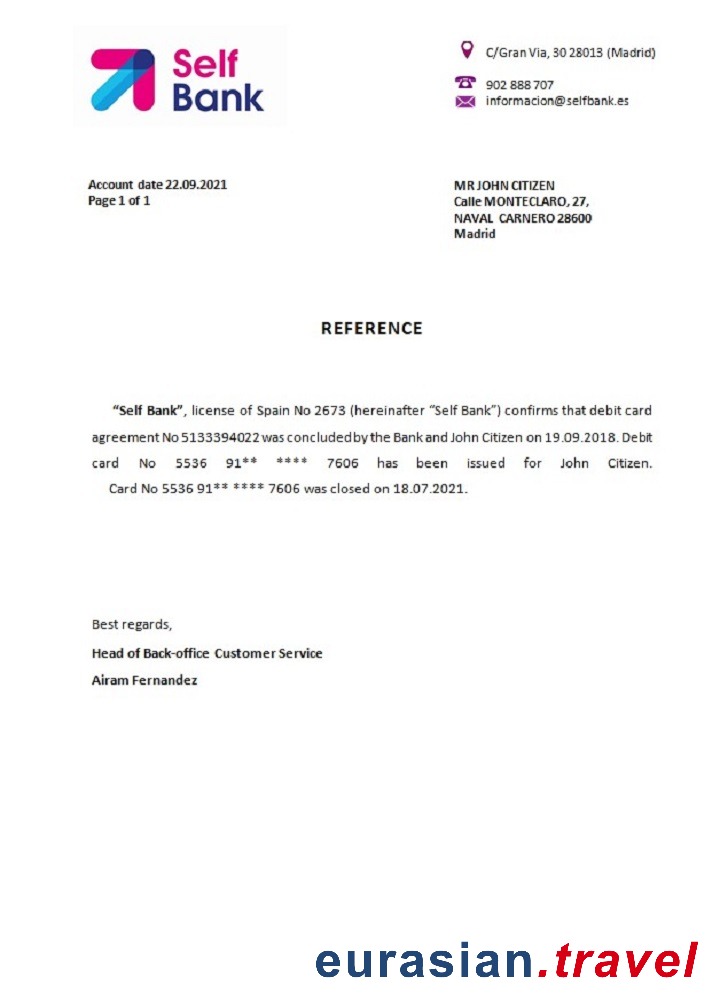 Self
Bank
C/Gran Via, 30 28013 (Madrid)
902 888 707
informacion@selfbank.es
Account date 22.09.2021
Page 1 of 1
MR JOHN CITIZEN
Calle MONTECLARO, 27,
NAVAL CARNERO 28600
Madrid
REFERENCE
"Self Bank", license of Spain No 2673 (hereinafter "Self Bank") confirms that debit card
agreement No 5133394022 was concluded by the Bank and John Citizen on 19.09.2018. Debit
card No 5536 91** **** 7606 has been issued for John Citizen.
Card No 5536 91** **** 7606 was closed on 18.07.2021.
Best regards,
Head of Back-office Customer Service
Airam Fernandez
eurasian.travel